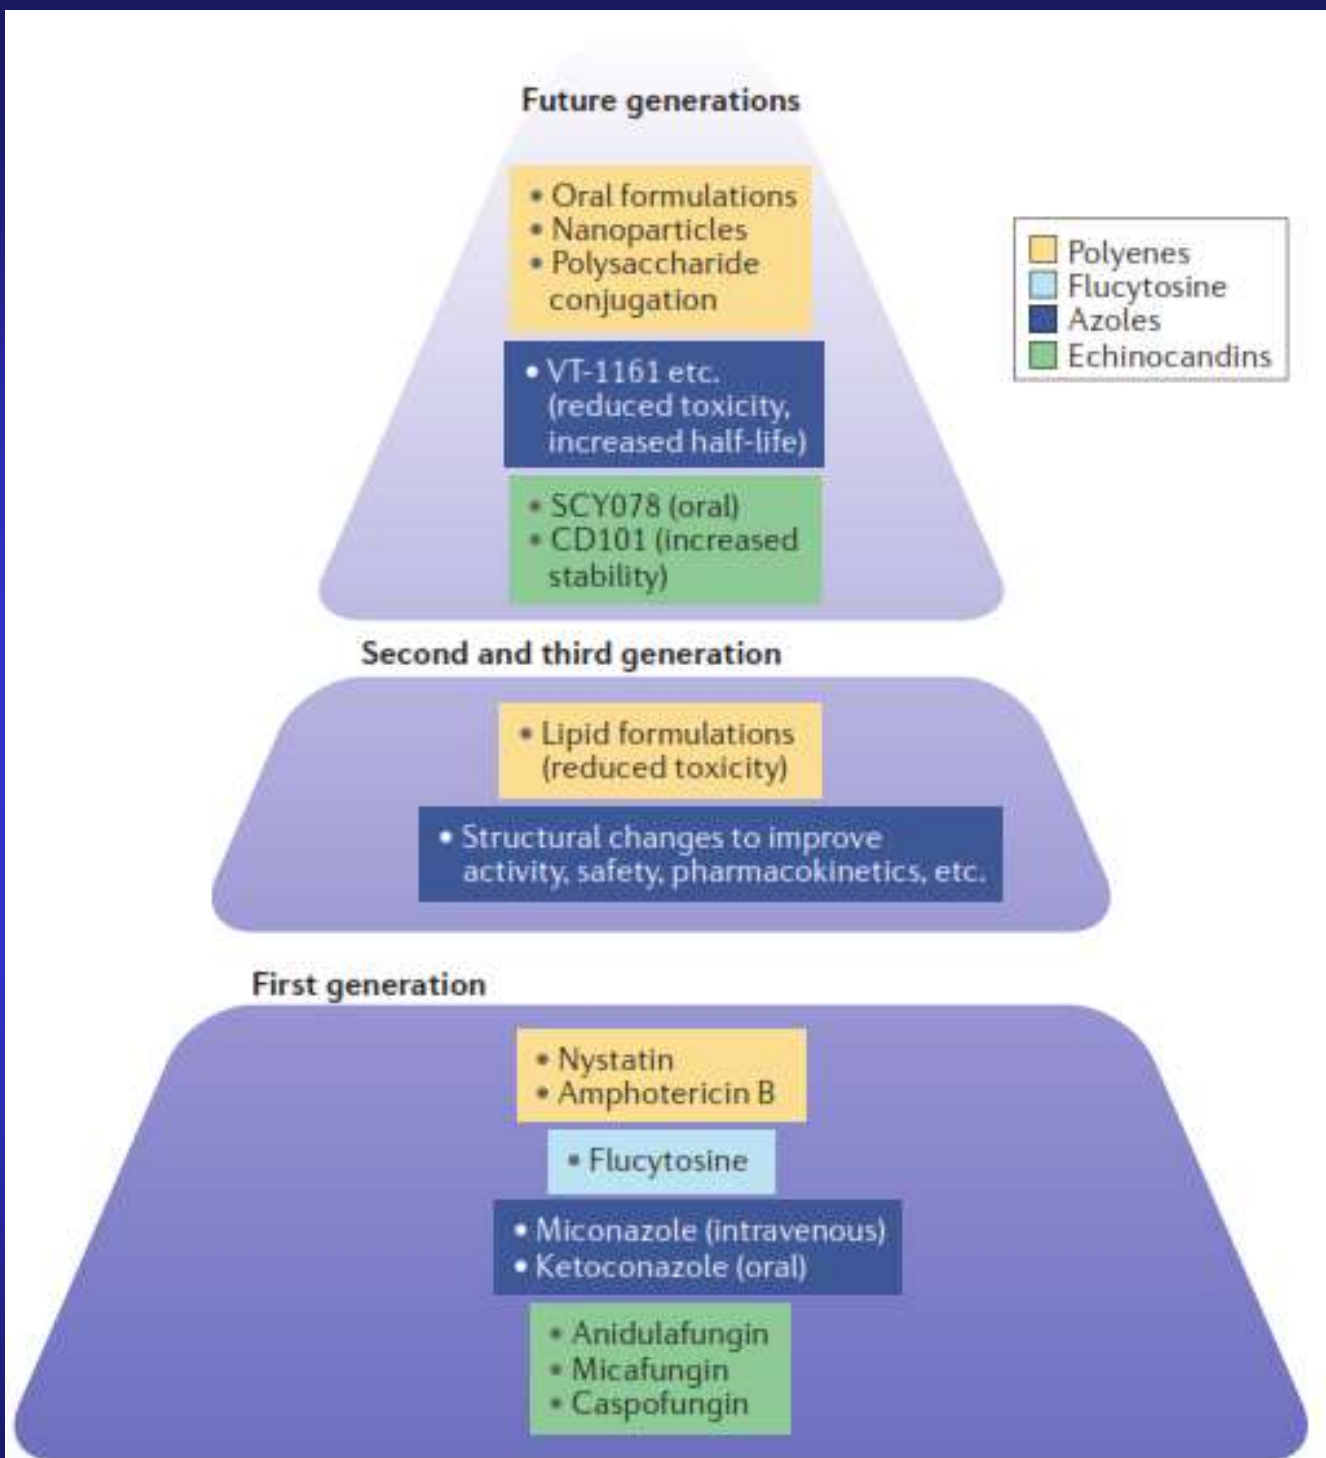 Future generations
• Oral formulations
• Nanoparticles
• Polysaccharide
conjugation
• VT-1161 etc.
(reduced toxicity,
increased half-life)
• SCY078 (oral)
• CD101 (increased
stability)
Polyenes
Flucytosine
Azoles
Echinocandins
Second and third generation
• Lipid formulations
(reduced toxicity)
• Structural changes to improve
activity, safety, pharmacokinetics, etc.
First generation
• Nystatin
• Amphotericin B
• Flucytosine
• Miconazole (intravenous)
• Ketoconazole (oral)
• Anidulafungin
• Micafungin
• Caspofungin